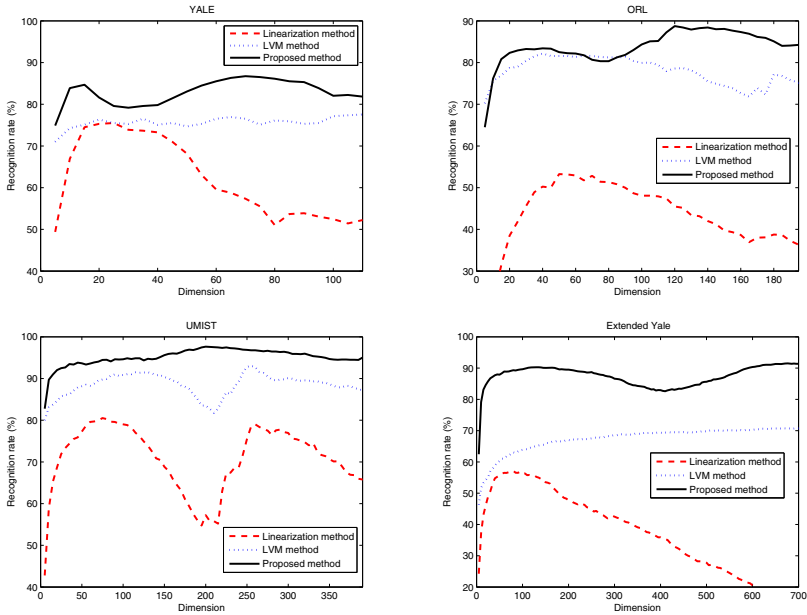 YALE
100
90
80
70
60
50
40
0
20
40
60
80
100
Recognition rate (%)
Dimension
Linearization method
LVM method
Proposed method
ORL
90
80
70
60
50
40
30
0
20
40
60
80
100
120
140
160
180
Recognition rate (%)
Dimension
Linearization method
LVM method
Proposed method
UMIST
100
90
80
70
60
50
40
0
50
100
150
200
250
300
350
Recognition rate (%)
Dimension
Linearization method
LVM method
Proposed method
Extended Yale
100
90
80
70
60
50
40
30
20
0
100
200
300
400
500
600
700
Recognition rate (%)
Dimension
Linearization method
LVM method
Proposed method